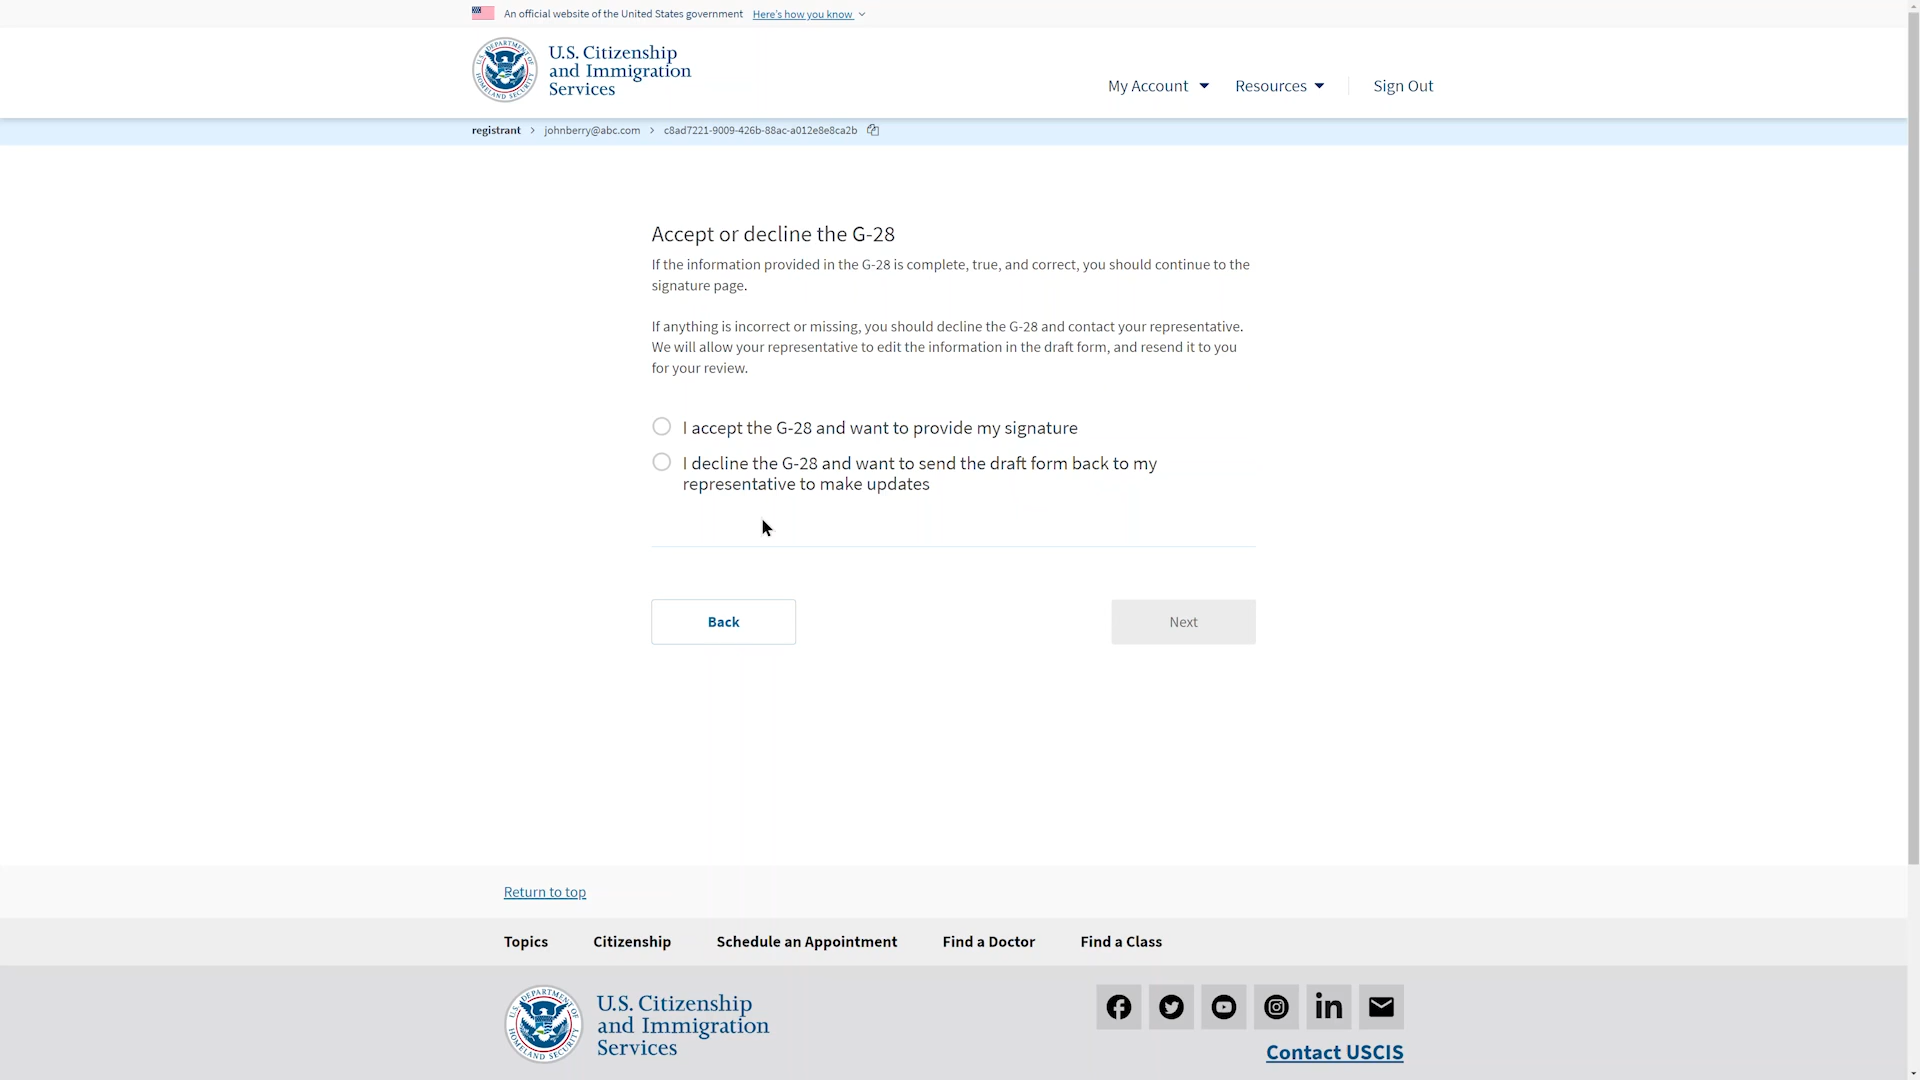 An official website of the United States government Here's how you know
U.S. Citizenship
and Immigration
Services
My Account Resources Sign Out
registrant > johnberry@abc.com > c8ad7221-9009-426b-88ac-a012e8e8ca2b
Accept or decline the G-28
If the information provided in the G-28 is complete, true, and correct, you should continue to the
signature page.
If anything is incorrect or missing, you should decline the G-28 and contact your representative.
We will allow your representative to edit the information in the draft form, and resend it to you
for your review.
I accept the G-28 and want to provide my signature
I decline the G-28 and want to send the draft form back to my
representative to make updates
Back Next
Return to top
Topics Citizenship Schedule an Appointment Find a Doctor Find a Class
U.S. Citizenship
and Immigration
Services
Contact USCIS